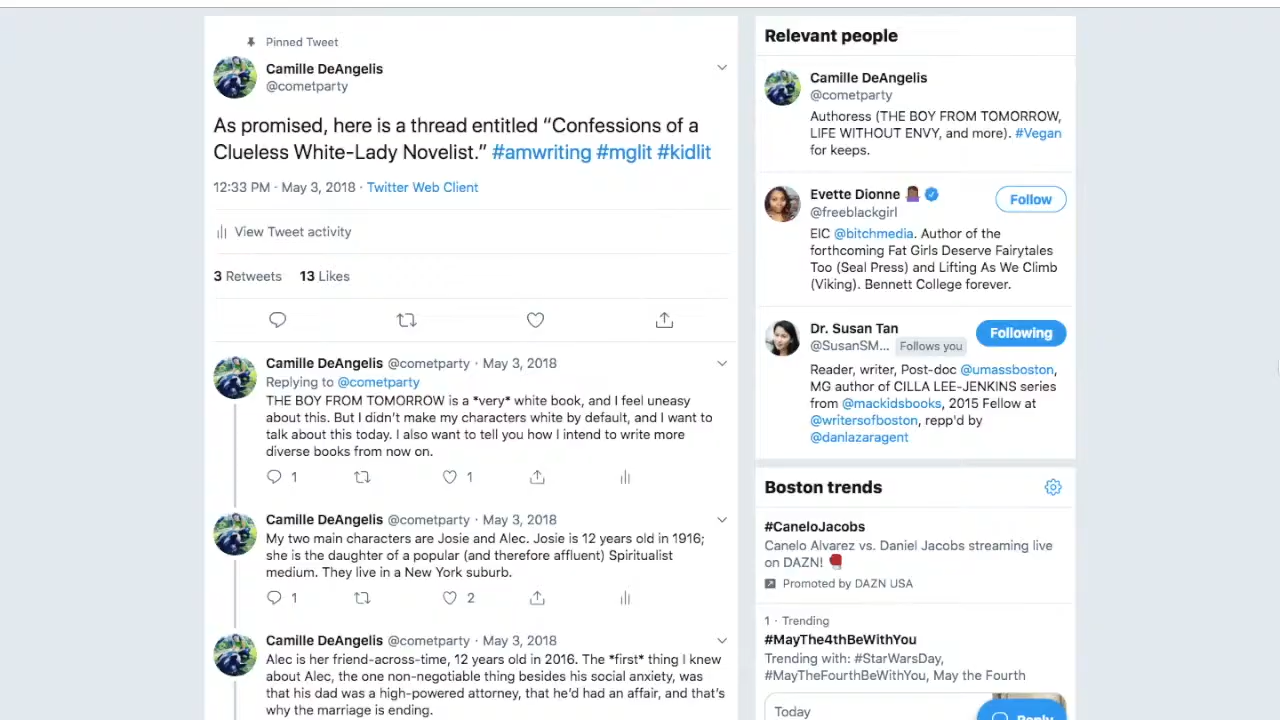 Pinned Tweet
Camille DeAngelis
@cometparty
As promised, here is a thread entitled “Confessions of a
Clueless White-Lady Novelist.” #amwriting #mglit #kidlit
12:33 PM · May 3, 2018 · Twitter Web Client
View Tweet activity
3 Retweets 13 Likes
Camille DeAngelis @cometparty · May 3, 2018
Replying to @cometparty
THE BOY FROM TOMORROW is a *very* white book, and I feel uneasy
about this. But I didn’t make my characters white by default, and I want to
talk about this today. I also want to tell you how I intend to write more
diverse books from now on.
1 1
Camille DeAngelis @cometparty · May 3, 2018
My two main characters are Josie and Alec. Josie is 12 years old in 1916;
she is the daughter of a popular (and therefore affluent) Spiritualist
medium. They live in a New York suburb.
1 2
Camille DeAngelis @cometparty · May 3, 2018
Alec is her friend-across-time, 12 years old in 2016. The *first* thing I knew
about Alec, the one non-negotiable thing besides his social anxiety, was
that his dad was a high-powered attorney, that he’d had an affair, and that’s
why the marriage is ending.
Relevant people
Camille DeAngelis
@cometparty
Authoress (THE BOY FROM TOMORROW,
LIFE WITHOUT ENVY, and more). #Vegan
for keeps.
Evette Dionne
@freeblackgirl
Follow
EIC @bitchmedia. Author of the
forthcoming Fat Girls Deserve Fairytales
Too (Seal Press) and Lifting As We Climb
(Viking). Bennett College forever.
Dr. Susan Tan
@SusanSM... Follows you
Following
Reader, writer, Post-doc @umassboston,
MG author of CILLA LEE-JENKINS series
from @mackidsbooks, 2015 Fellow at
@writersofboston, repp'd by
@danlazaragent
Boston trends
#CaneloJacobs
Canelo Alvarez vs. Daniel Jacobs streaming live
on DAZN!
Promoted by DAZN USA
1 · Trending
#MayThe4thBeWithYou
Trending with: #StarWarsDay,
#MayTheFourthBeWithYou, May the Fourth
Today
Reply